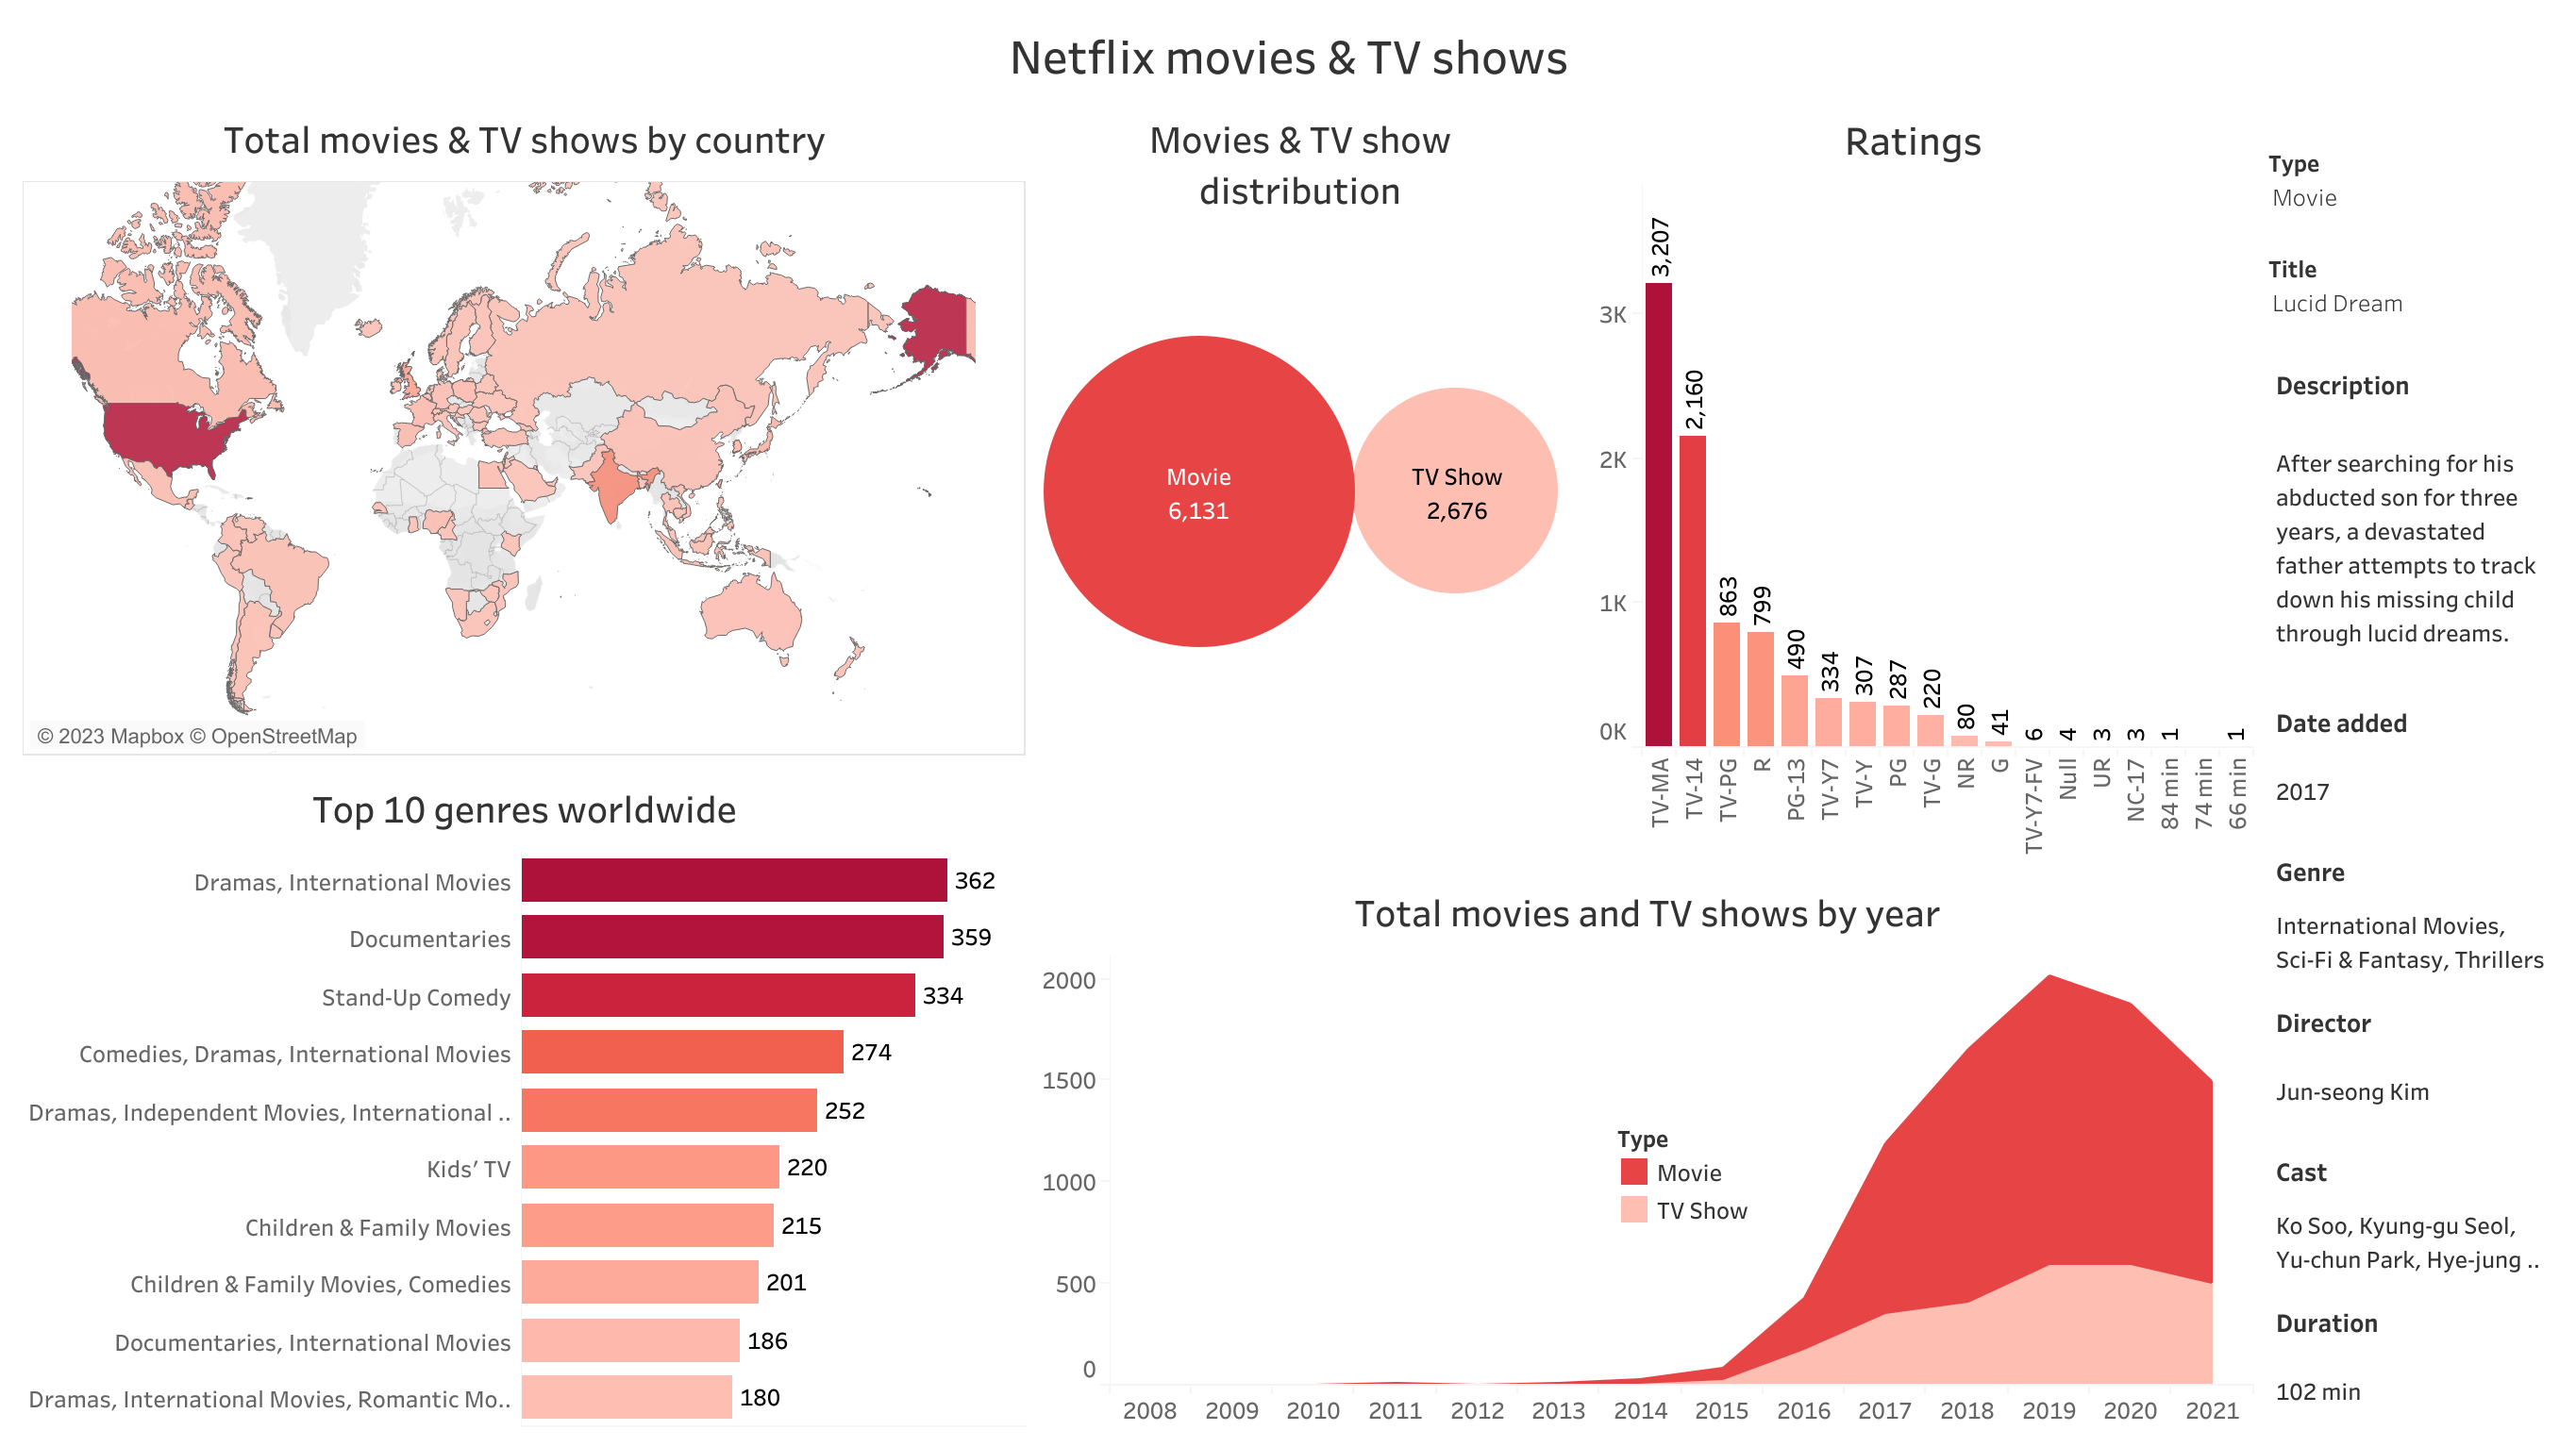 Netflix movies & TV shows
Total movies & TV shows by country
© 2023 Mapbox © OpenStreetMap
Movies & TV show
distribution
Movie
6,131
TV Show
2,676
Ratings
3K
2K
1K
0K
3,207
2,160
863
799
490
334
307
287
220
80
41
6
4
3
3
1
1
TV-MA
TV-14
TV-PG
R
PG-13
TV-Y7
TV-Y
PG
TV-G
NR
G
TV-Y7-FV
Null
UR
NC-17
84 min
74 min
66 min
Top 10 genres worldwide
Dramas, International Movies 362
Documentaries 359
Stand-Up Comedy 334
Comedies, Dramas, International Movies 274
Dramas, Independent Movies, International .. 252
Kids’ TV 220
Children & Family Movies 215
Children & Family Movies, Comedies 201
Documentaries, International Movies 186
Dramas, International Movies, Romantic Mo.. 180
Total movies and TV shows by year
2000
1500
1000
500
0
Type
Movie
TV Show
2008 2009 2010 2011 2012 2013 2014 2015 2016 2017 2018 2019 2020 2021
Type
Movie
Title
Lucid Dream
Description
After searching for his
abducted son for three
years, a devastated
father attempts to track
down his missing child
through lucid dreams.
Date added
2017
Genre
International Movies,
Sci-Fi & Fantasy, Thrillers
Director
Jun-seong Kim
Cast
Ko Soo, Kyung-gu Seol,
Yu-chun Park, Hye-jung ..
Duration
102 min